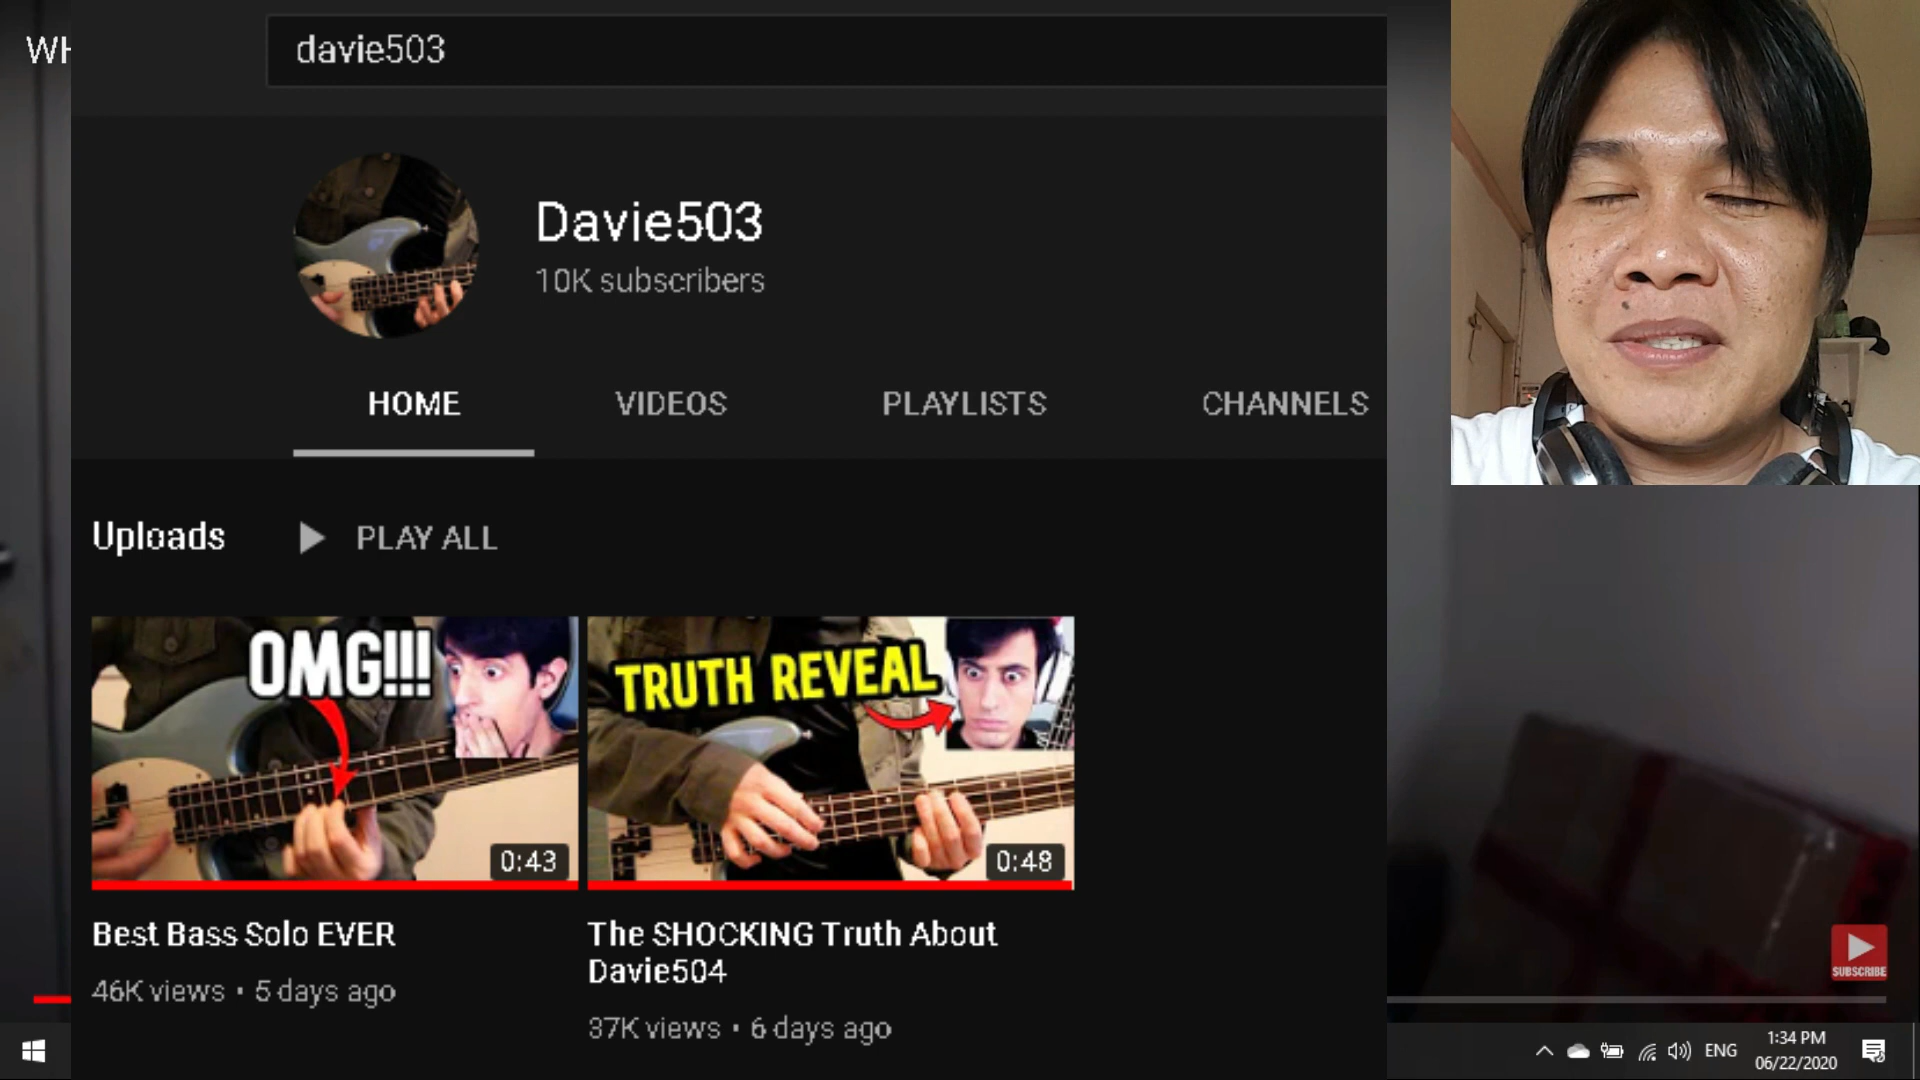 WH
davie503
Davie503
10K subscribers
HOME VIDEOS PLAYLISTS CHANNELS
Uploads PLAY ALL
OMG!!!
0:43
TRUTH REVEAL
0:48
Best Bass Solo EVER
46K views • 5 days ago
The SHOCKING Truth About
Davie504
37K views • 6 days ago
SUBSCRIBE
ENG
1:34 PM
06/22/2020